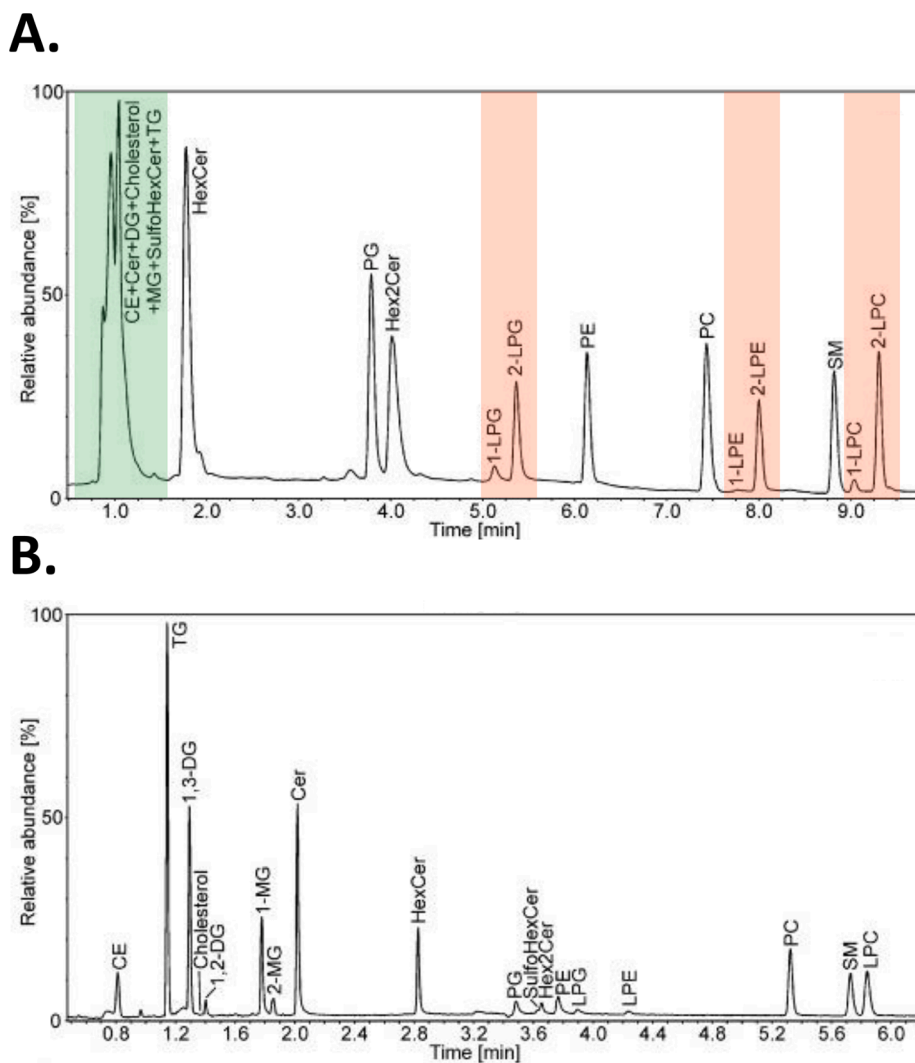 A.
Relative abundance [%]
100
50
0
CE+Cer+DG+Cholesterol
+MG+SulfoHexCer+TG
HexCer
PG
Hex2Cer
1-LPG
2-LPG
PE
PC
1-LPE
2-LPE
SM
1-LPC
2-LPC
1.0 2.0 3.0 4.0 5.0 6.0 7.0 8.0 9.0
Time [min]
B.
Relative abundance [%]
100
50
0
CE
TG
1,3-DG
Cholesterol
1,2-DG
1-MG
2-MG
Cer
HexCer
PG
SulfoHexCer
Hex2Cer
PE
LPG
LPE
PC
SM
LPC
0.8 1.2 1.6 2.0 2.4 2.8 3.2 3.6 4.0 4.4 4.8 5.2 5.6 6.0
Time [min]